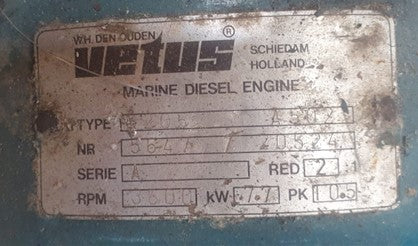 W.H. DEN OUDEN
vetus®
SCHIEDAM
HOLLAND
MARINE DIESEL ENGINE
TYPE
NR
SERIE A RED 2 :1
RPM 3600 kW 7.7 PK 10.5